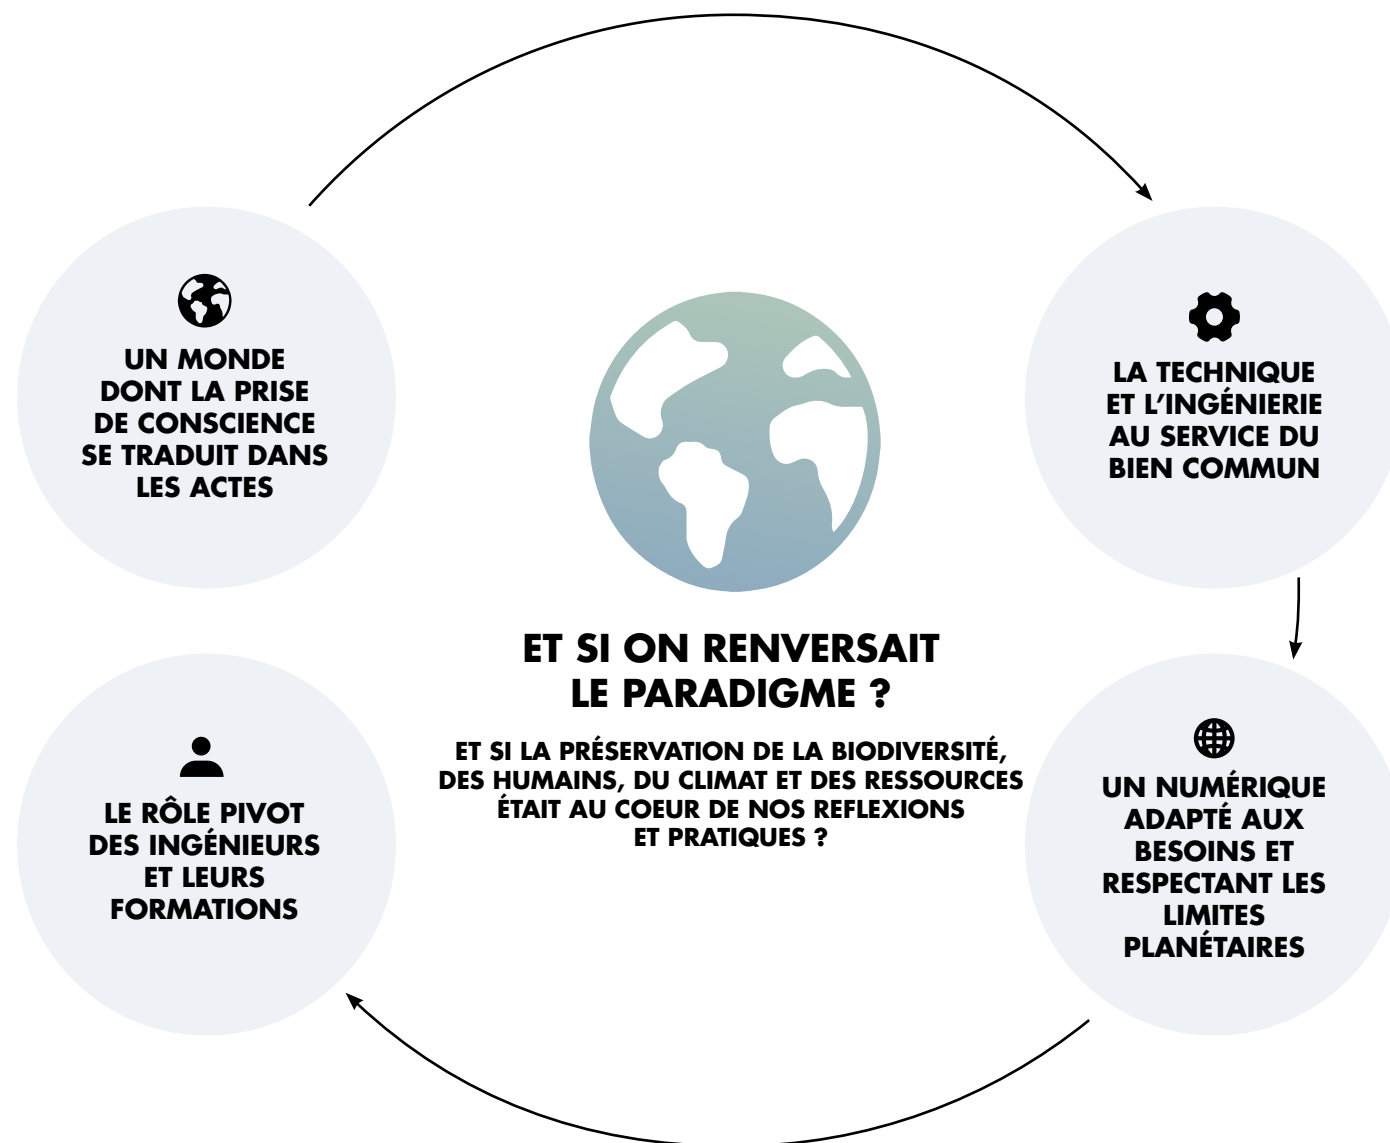 UN MONDE
DONT LA PRISE
DE CONSCIENCE
SE TRADUIT DANS
LES ACTES
LA TECHNIQUE
ET L'INGÉNIERIE
AU SERVICE DU
BIEN COMMUN
ET SI ON RENVERSAIT
LE PARADIGME ?
ET SI LA PRÉSERVATION DE LA BIODIVERSITÉ,
DES HUMAINS, DU CLIMAT ET DES RESSOURCES
ÉTAIT AU COEUR DE NOS REFLEXIONS
ET PRATIQUES ?
UN NUMÉRIQUE
ADAPTÉ AUX
BESOINS ET
RESPECTANT LES
LIMITES
PLANÉTAIRES
LE RÔLE PIVOT
DES INGÉNIEURS
ET LEURS
FORMATIONS